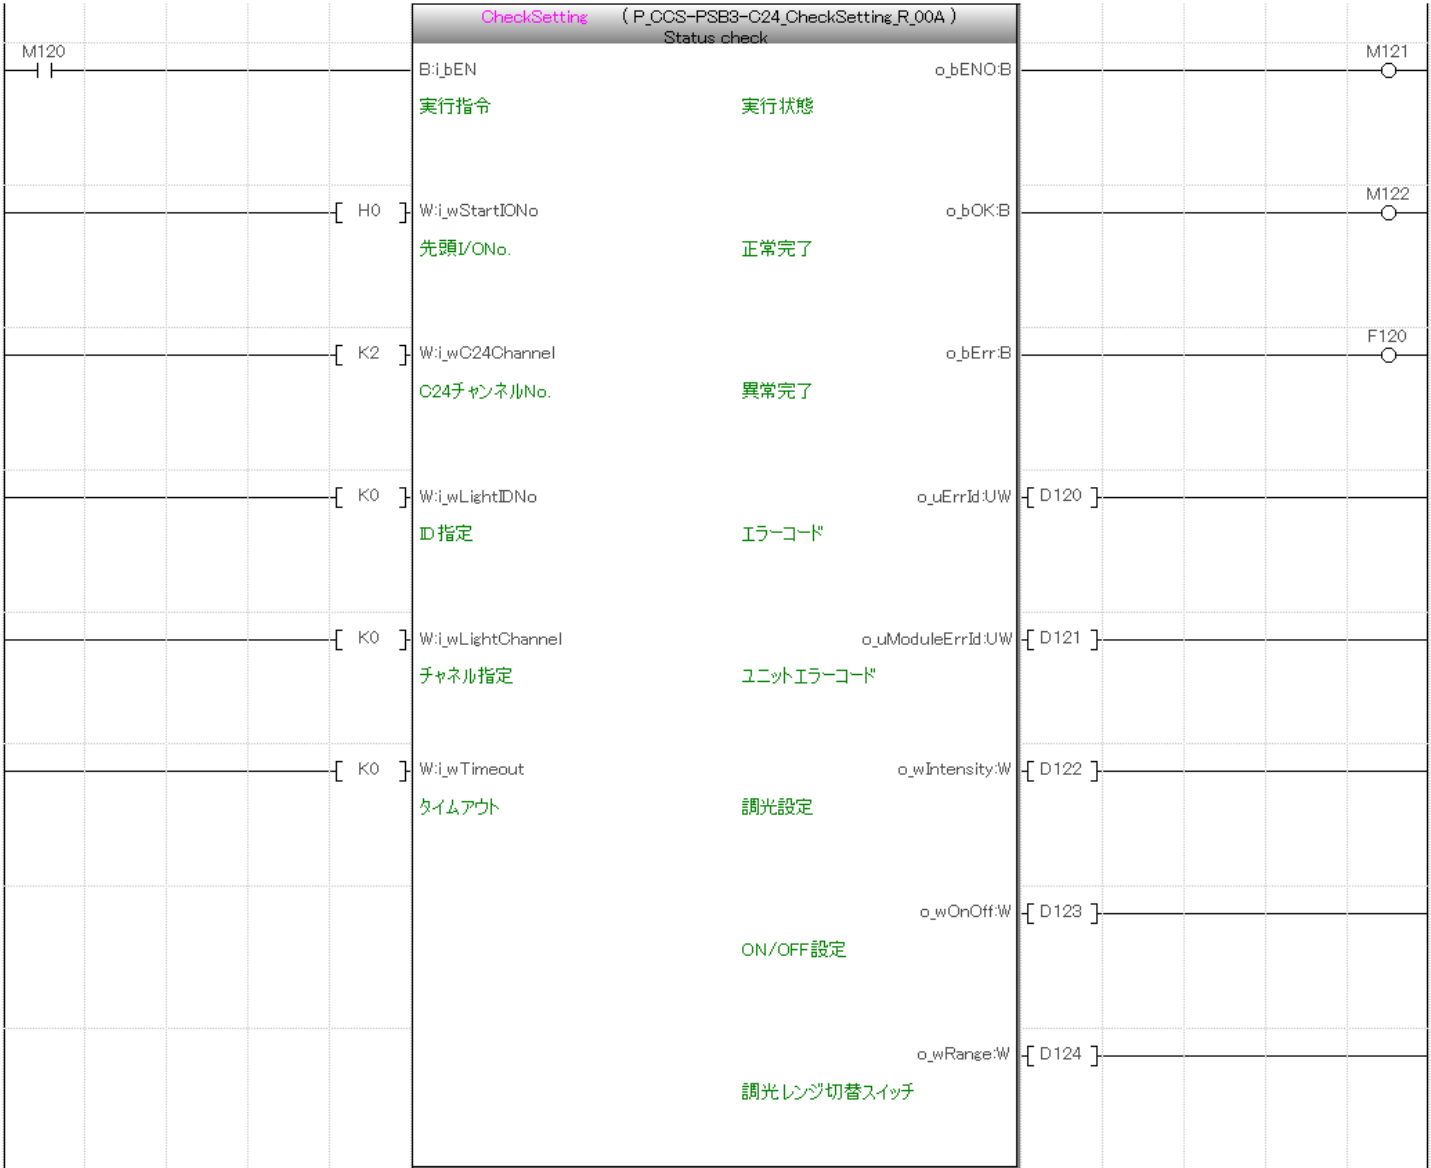 CheckSetting (P_CCS-PSB3-C24_CheckSetting_R_00A)
Status check
M120 M121
B:i_bEN o_bENO:B
実行指令 実行状態
M122
[ H0 ] W:i_wStartIONo o_bOK:B
先頭I/ONo. 正常完了
F120
[ K2 ] W:i_wC24Channel o_bErr:B
C24チャンネルNo. 異常完了
[ K0 ] W:i_wLightIDNo o_uErrId:UW [ D120 ]
ID指定 エラーコード
[ K0 ] W:i_wLightChannel o_uModuleErrId:UW [ D121 ]
チャネル指定 ユニットエラーコード
[ K0 ] W:i_wTimeout o_wIntensity:W [ D122 ]
タイムアウト 調光設定
o_wOnOff:W [ D123 ]
ON/OFF設定
o_wRange:W [ D124 ]
調光レンジ切替スイッチ